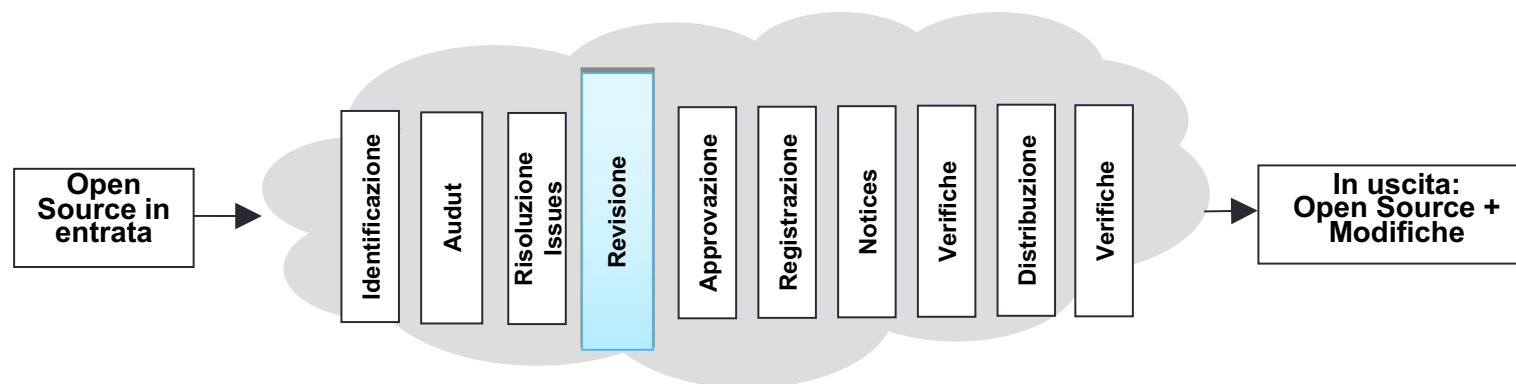 Open
Source in
entrata
Identificazione
Audut
Risoluzione
Issues
Revisione
Approvazione
Registrazione
Notices
Verifiche
Distribuzione
Verifiche
In uscita:
Open Source +
Modifiche